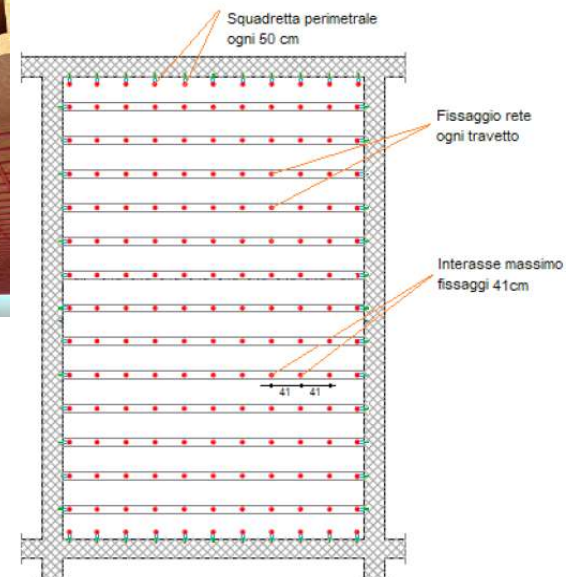 Squadretta perimetrale
ogni 50 cm
Fissaggio rete
ogni travetto
Interasse massimo
fissaggi 41cm
41 41